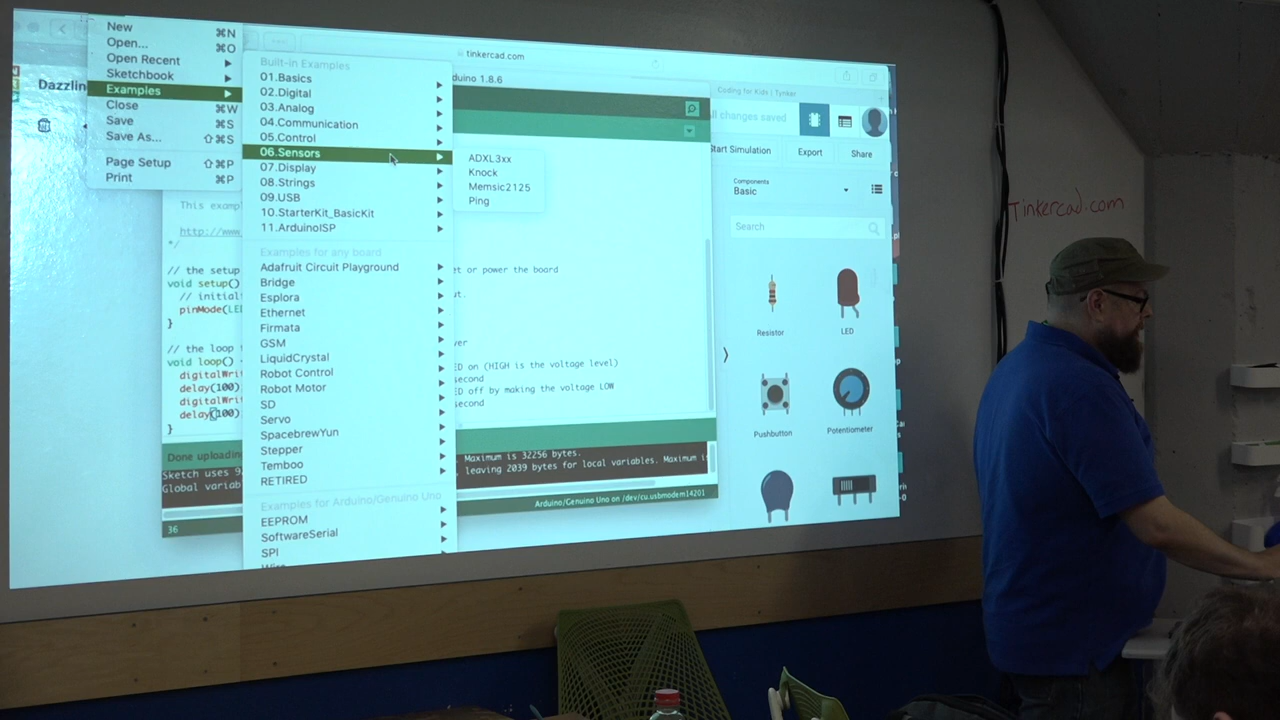 New ⌘N
Open... ⌘O
Open Recent
Sketchbook
Examples
Close ⌘W
Save ⌘S
Save As... ⇧⌘S
Page Setup ⇧⌘P
Print ⌘P
Built-in Examples
01.Basics
02.Digital
03.Analog
04.Communication
05.Control
06.Sensors
07.Display
08.Strings
09.USB
10.StarterKit_BasicKit
11.ArduinoISP
Examples for any board
Adafruit Circuit Playground
Bridge
Esplora
Ethernet
Firmata
GSM
LiquidCrystal
Robot Control
Robot Motor
SD
Servo
SpacebrewYun
Stepper
Temboo
RETIRED
Examples for Arduino/Genuino Uno
EEPROM
SoftwareSerial
SPI
ADXL3xx
Knock
Memsic2125
Ping
tinkercad.com
duino 1.8.6
Dazzlin
Coding for Kids | Tynker
ll changes saved
Start Simulation
Export
Share
Components
Basic
Search
Resistor
LED
Pushbutton
Potentiometer
This examp
http://www.
*/
// the setup
et or power the board
void setup()
// initial
ut.
pinMode(LE
}
// the loop
ver
void loop()
digitalWri
ED on (HIGH is the voltage level)
delay(100)
second
digitalWri
ED off by making the voltage LOW
delay(100)
second
}
Done uploading
Sketch uses 9
Maximum is 32256 bytes.
Global variab
leaving 2039 bytes for local variables. Maximum is
36
Arduino/Genuino Uno on /dev/cu.usbmodem14201
Tinkercad.com